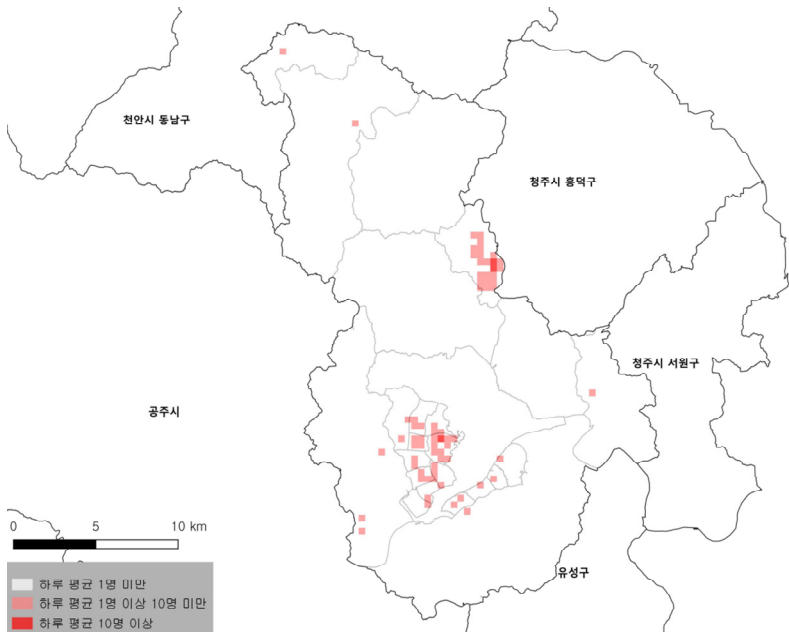 천안시 동남구
청주시 흥덕구
청주시 서원구
공주시
0 5 10 km
유성구
하루 평균 1명 미만
하루 평균 1명 이상 10명 미만
하루 평균 10명 이상